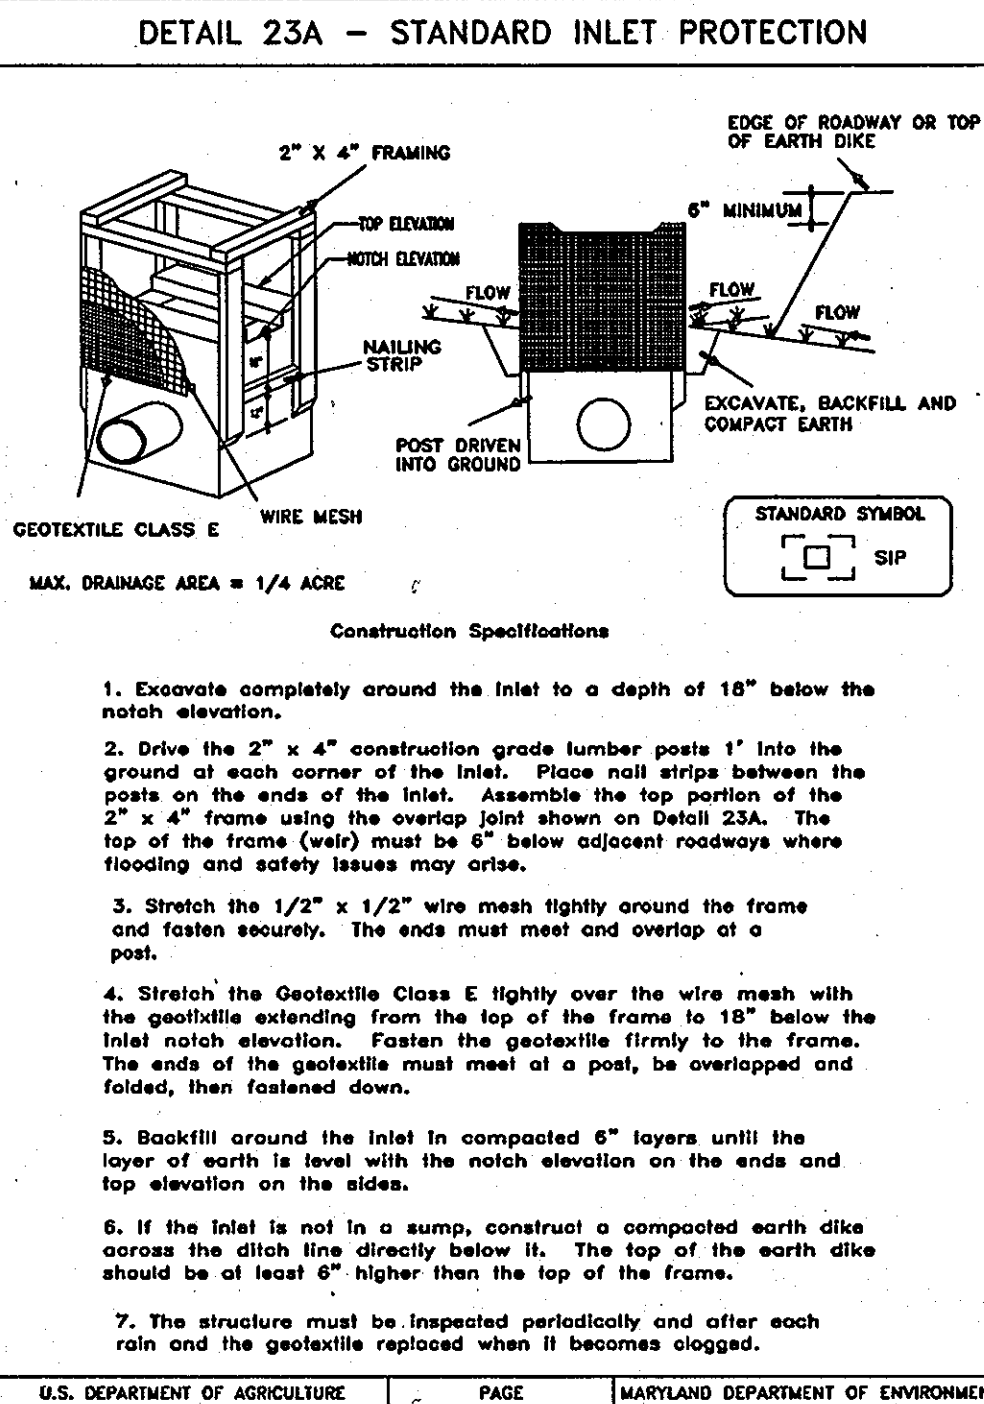 DETAIL 23A – STANDARD INLET PROTECTION
EDGE OF ROADWAY OR TOP
OF EARTH DIKE
2" X 4" FRAMING
6" MINIMUM
TOP ELEVATION
NOTCH ELEVATION
FLOW
FLOW
FLOW
NAILING
STRIP
18"
12"
EXCAVATE, BACKFILL AND
COMPACT EARTH
POST DRIVEN
INTO GROUND
GEOTEXTILE CLASS E
WIRE MESH
STANDARD SYMBOL
SIP
MAX. DRAINAGE AREA = 1/4 ACRE
Construction Specifications
1. Excavate completely around the inlet to a depth of 18" below the
notch elevation.
2. Drive the 2" x 4" construction grade lumber posts 1' into the
ground at each corner of the inlet. Place nail strips between the
posts on the ends of the inlet. Assemble the top portion of the
2" x 4" frame using the overlap joint shown on Detail 23A. The
top of the frame (weir) must be 6" below adjacent roadways where
flooding and safety issues may arise.
3. Stretch the 1/2" x 1/2" wire mesh tightly around the frame
and fasten securely. The ends must meet and overlap at a
post.
4. Stretch the Geotextile Class E tightly over the wire mesh with
the geotixtile extending from the top of the frame to 18" below the
inlet notch elevation. Fasten the geotextile firmly to the frame.
The ends of the geotextile must meet at a post, be overlapped and
folded, then fastened down.
5. Backfill around the inlet in compacted 6" layers until the
layer of earth is level with the notch elevation on the ends and
top elevation on the sides.
6. If the inlet is not in a sump, construct a compacted earth dike
across the ditch line directly below it. The top of the earth dike
should be at least 6" higher than the top of the frame.
7. The structure must be inspected periodically and after each
rain and the geotextile replaced when it becomes clogged.
U.S. DEPARTMENT OF AGRICULTURE
PAGE
MARYLAND DEPARTMENT OF ENVIRONMEN